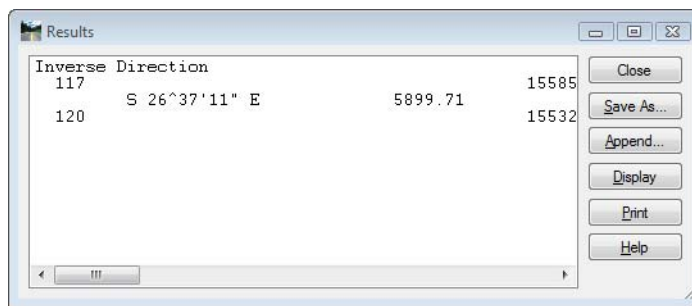 Results
Inverse Direction
117 15585
S 26^37'11" E 5899.71
120 15532
Close
Save As...
Append...
Display
Print
Help